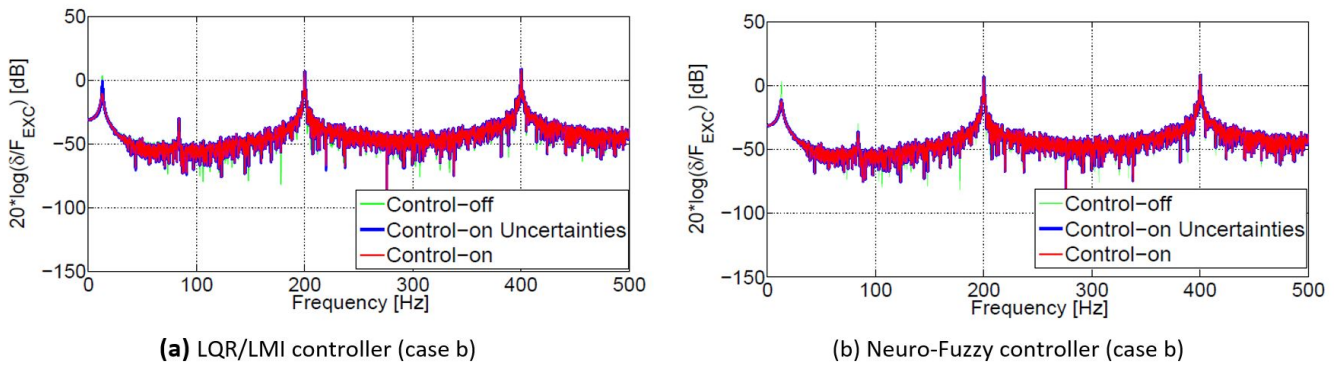 50
0
−50
−100
−150
20*log(δ/F_EXC) [dB]
0
100
200
300
400
500
Frequency [Hz]
Control−off
Control−on Uncertainties
Control−on
(a) LQR/LMI controller (case b)
50
0
−50
−100
−150
20*log(δ/F_EXC) [dB]
0
100
200
300
400
500
Frequency [Hz]
Control−off
Control−on Uncertainties
Control−on
(b) Neuro-Fuzzy controller (case b)